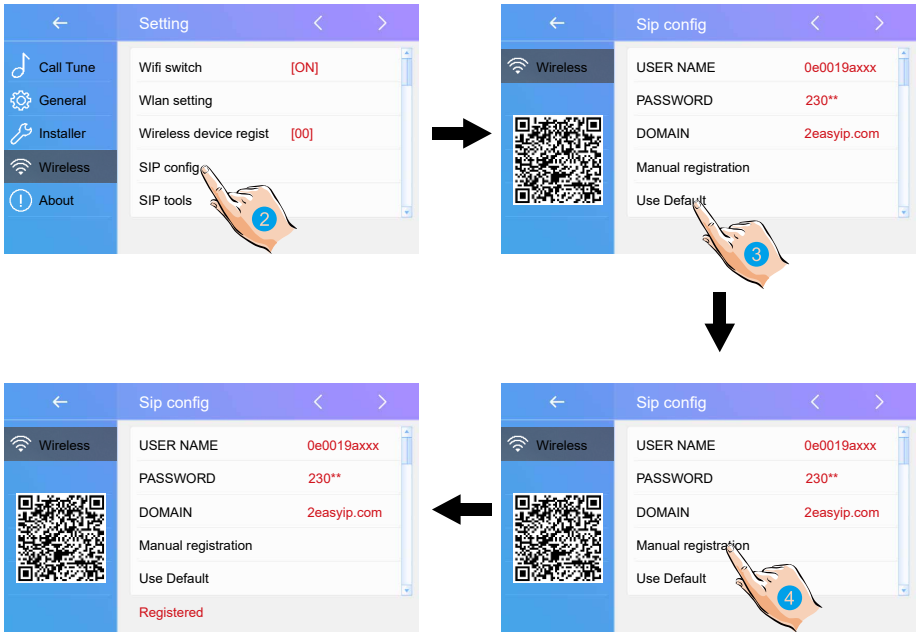 Setting
Call Tune
General
Installer
Wireless
About
Wifi switch [ON]
Wlan setting
Wireless device regist [00]
SIP config
SIP tools
2
Sip config
Wireless
USER NAME 0e0019axxx
PASSWORD 230**
DOMAIN 2easyip.com
Manual registration
Use Default
3
Sip config
Wireless
USER NAME 0e0019axxx
PASSWORD 230**
DOMAIN 2easyip.com
Manual registration
Use Default
Registered
Sip config
Wireless
USER NAME 0e0019axxx
PASSWORD 230**
DOMAIN 2easyip.com
Manual registration
Use Default
4